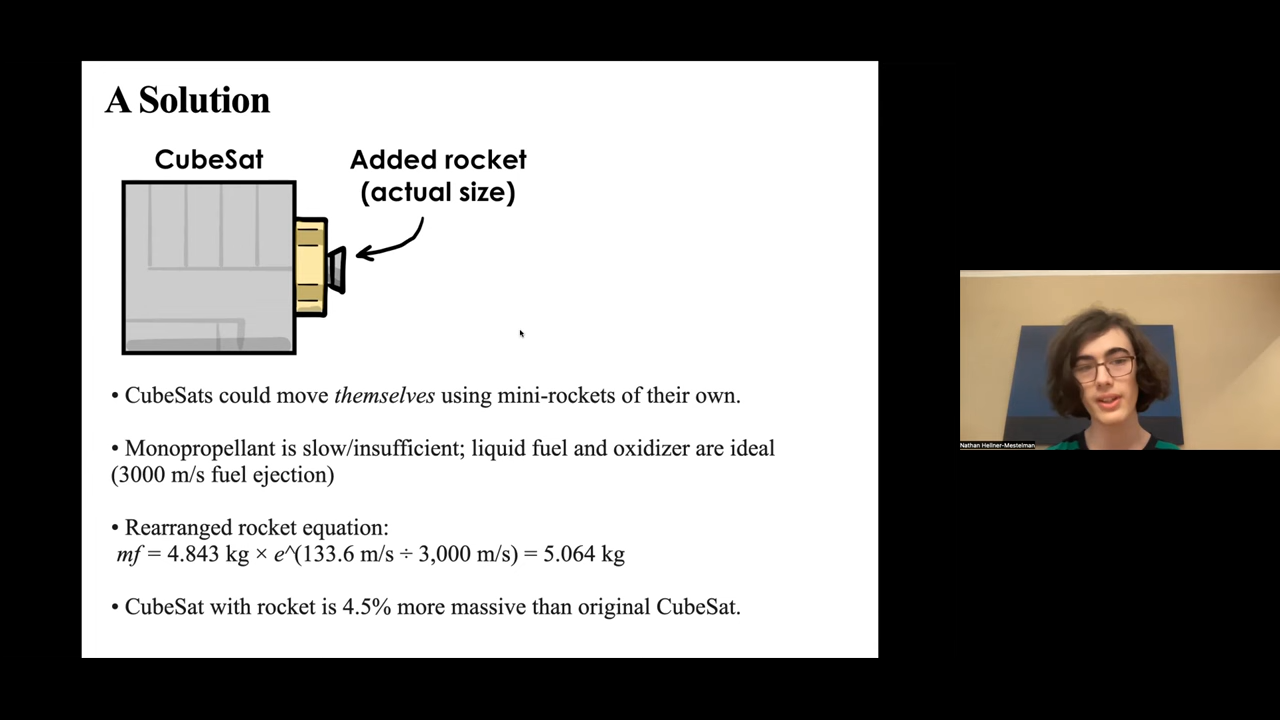 A Solution
CubeSat
Added rocket
(actual size)
• CubeSats could move themselves using mini-rockets of their own.
• Monopropellant is slow/insufficient; liquid fuel and oxidizer are ideal
(3000 m/s fuel ejection)
• Rearranged rocket equation:
mf = 4.843 kg × e^(133.6 m/s ÷ 3,000 m/s) = 5.064 kg
• CubeSat with rocket is 4.5% more massive than original CubeSat.
Nathan Hellner-Mestelman